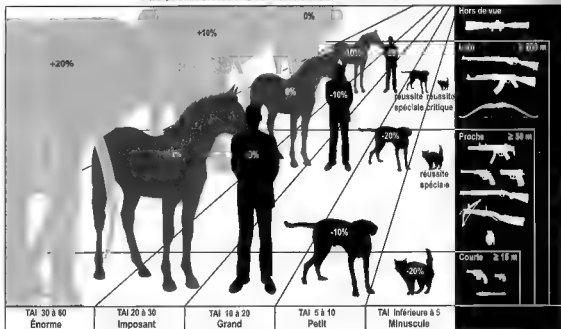 0%
Hors de vue
+10%
+20%
-10%
0%
-10%
réussite réussite
spéciale critique
-20%
Proche ≥ 50 m
réussite
spéciale
0%
-10%
-20%
Courte ≥ 15 m
TAI 30 à 60
Énorme
TAI 20 à 30
Imposant
TAI 10 à 20
Grand
TAI 5 à 10
Petit
TAI inférieure à 5
Minuscule